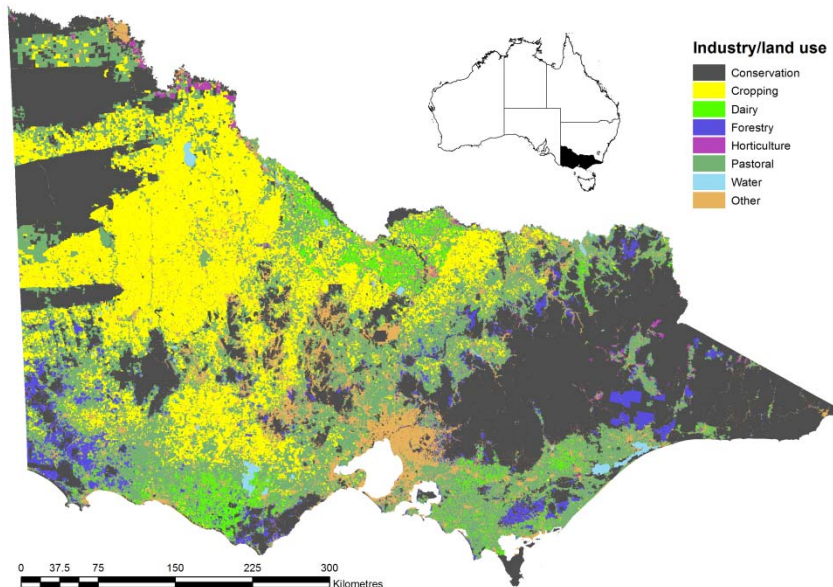 Industry/land use
Conservation
Cropping
Dairy
Forestry
Horticulture
Pastoral
Water
Other
0 37.5 75 150 225 300
Kilometres